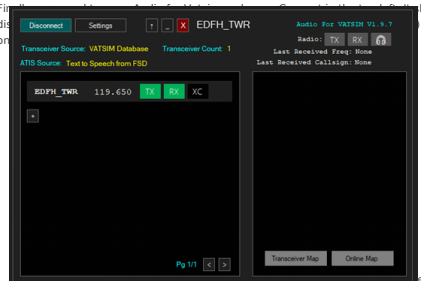 Disconnect Settings ↑ _ X EDFH_TWR
Audio For VATSIM V1.9.7
Radio: TX RX
Transceiver Source: VATSIM Database Transceiver Count: 1
Last Received Freq: None
ATIS Source: Text to Speech from FSD
Last Received Callsign: None
EDFH_TWR 119.650 TX RX XC
+
Pg 1/1 < >
Transceiver Map Online Map